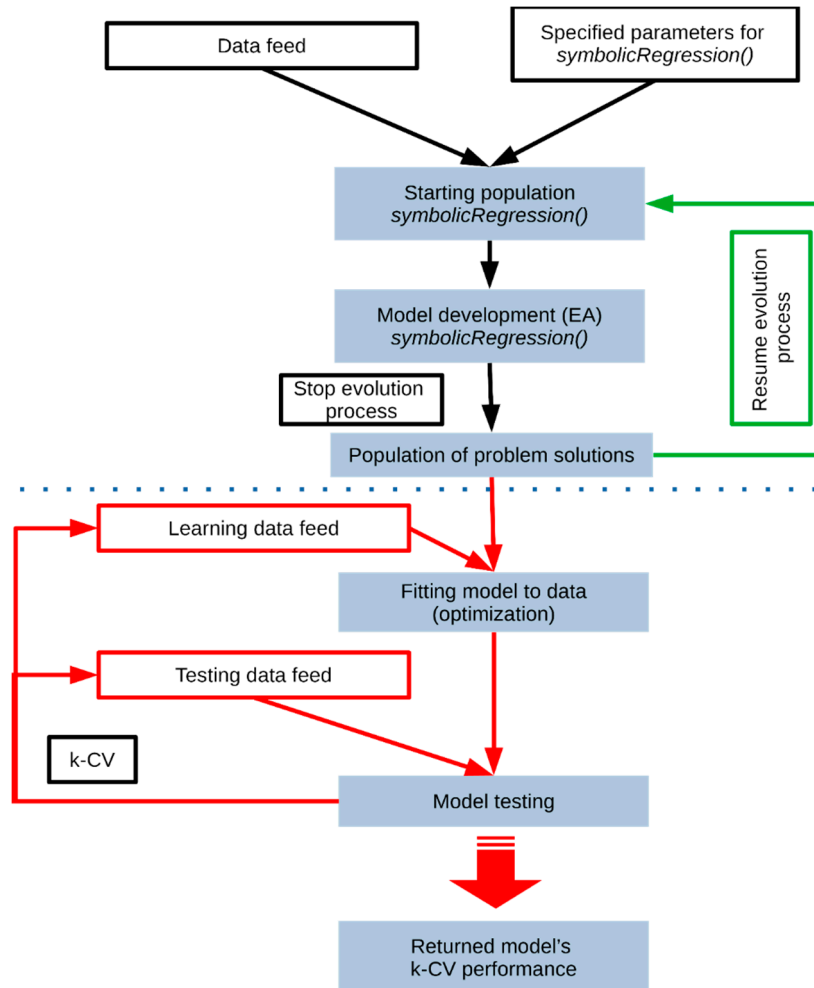 Data feed
Specified parameters for
symbolicRegression()
Starting population
symbolicRegression()
Resume evolution
process
Model development (EA)
symbolicRegression()
Stop evolution
process
Population of problem solutions
Learning data feed
Fitting model to data
(optimization)
Testing data feed
k-CV
Model testing
Returned model's
k-CV performance